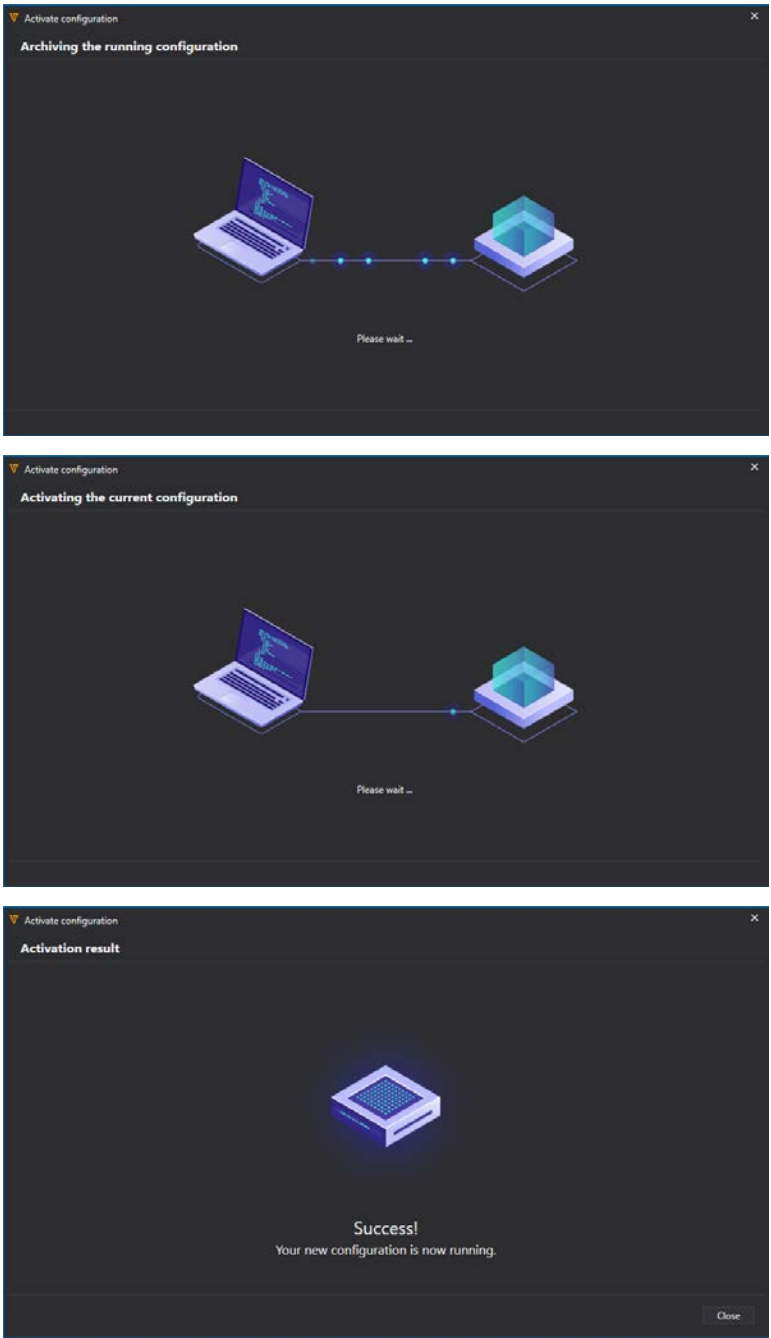 Activate configuration
Archiving the running configuration
Please wait ...
Activate configuration
Activating the current configuration
Please wait ...
Activate configuration
Activation result
Success!
Your new configuration is now running.
Close